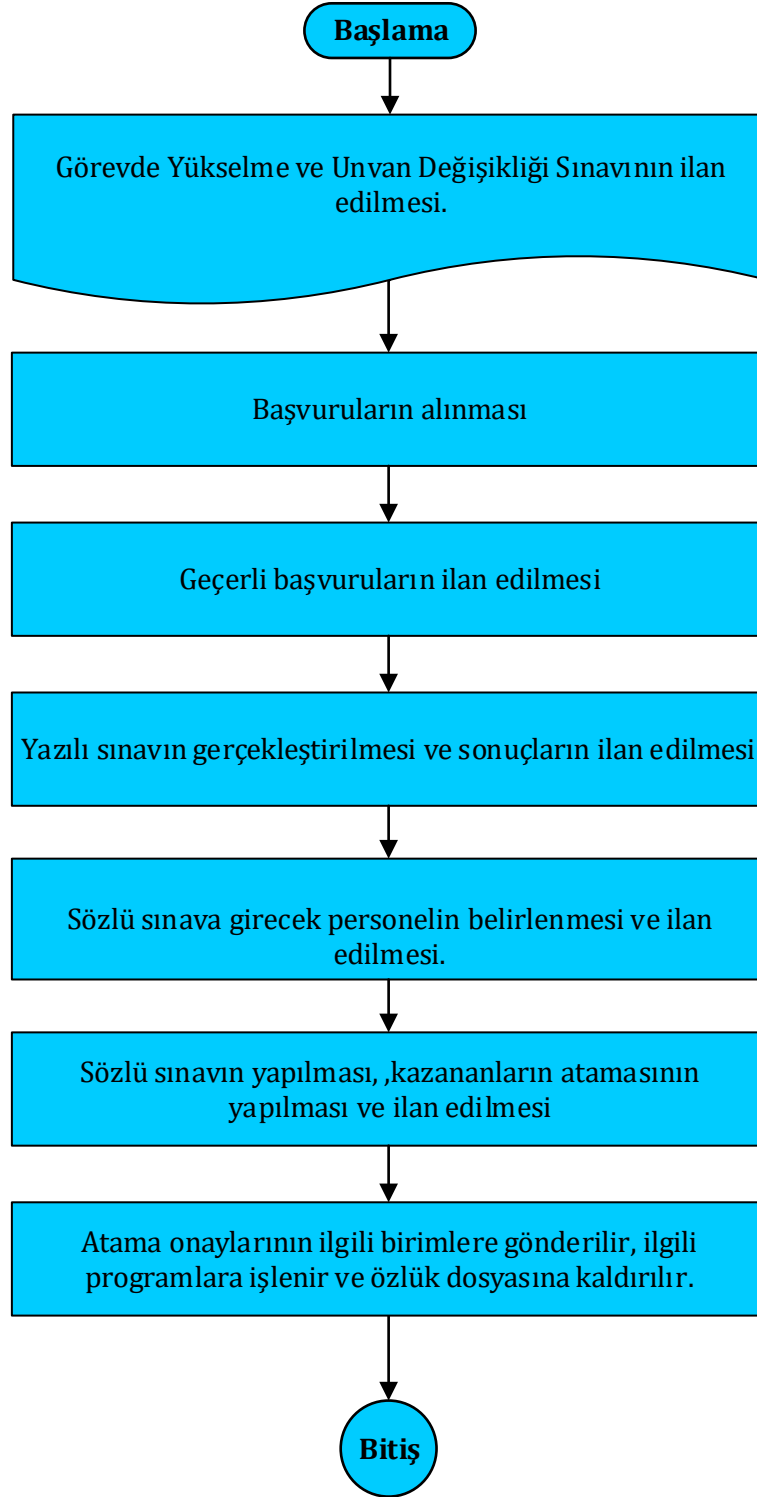 Başlama
Görevde Yükselme ve Unvan Değişikliği Sınavının ilan
edilmesi.
Başvuruların alınması
Geçerli başvuruların ilan edilmesi
Yazılı sınavın gerçekleştirilmesi ve sonuçların ilan edilmesi
Sözlü sınava girecek personelin belirlenmesi ve ilan
edilmesi.
Sözlü sınavın yapılması, ,kazananların atamasının
yapılması ve ilan edilmesi
Atama onaylarının ilgili birimlere gönderilir, ilgili
programlara işlenir ve özlük dosyasına kaldırılır.
Bitiş